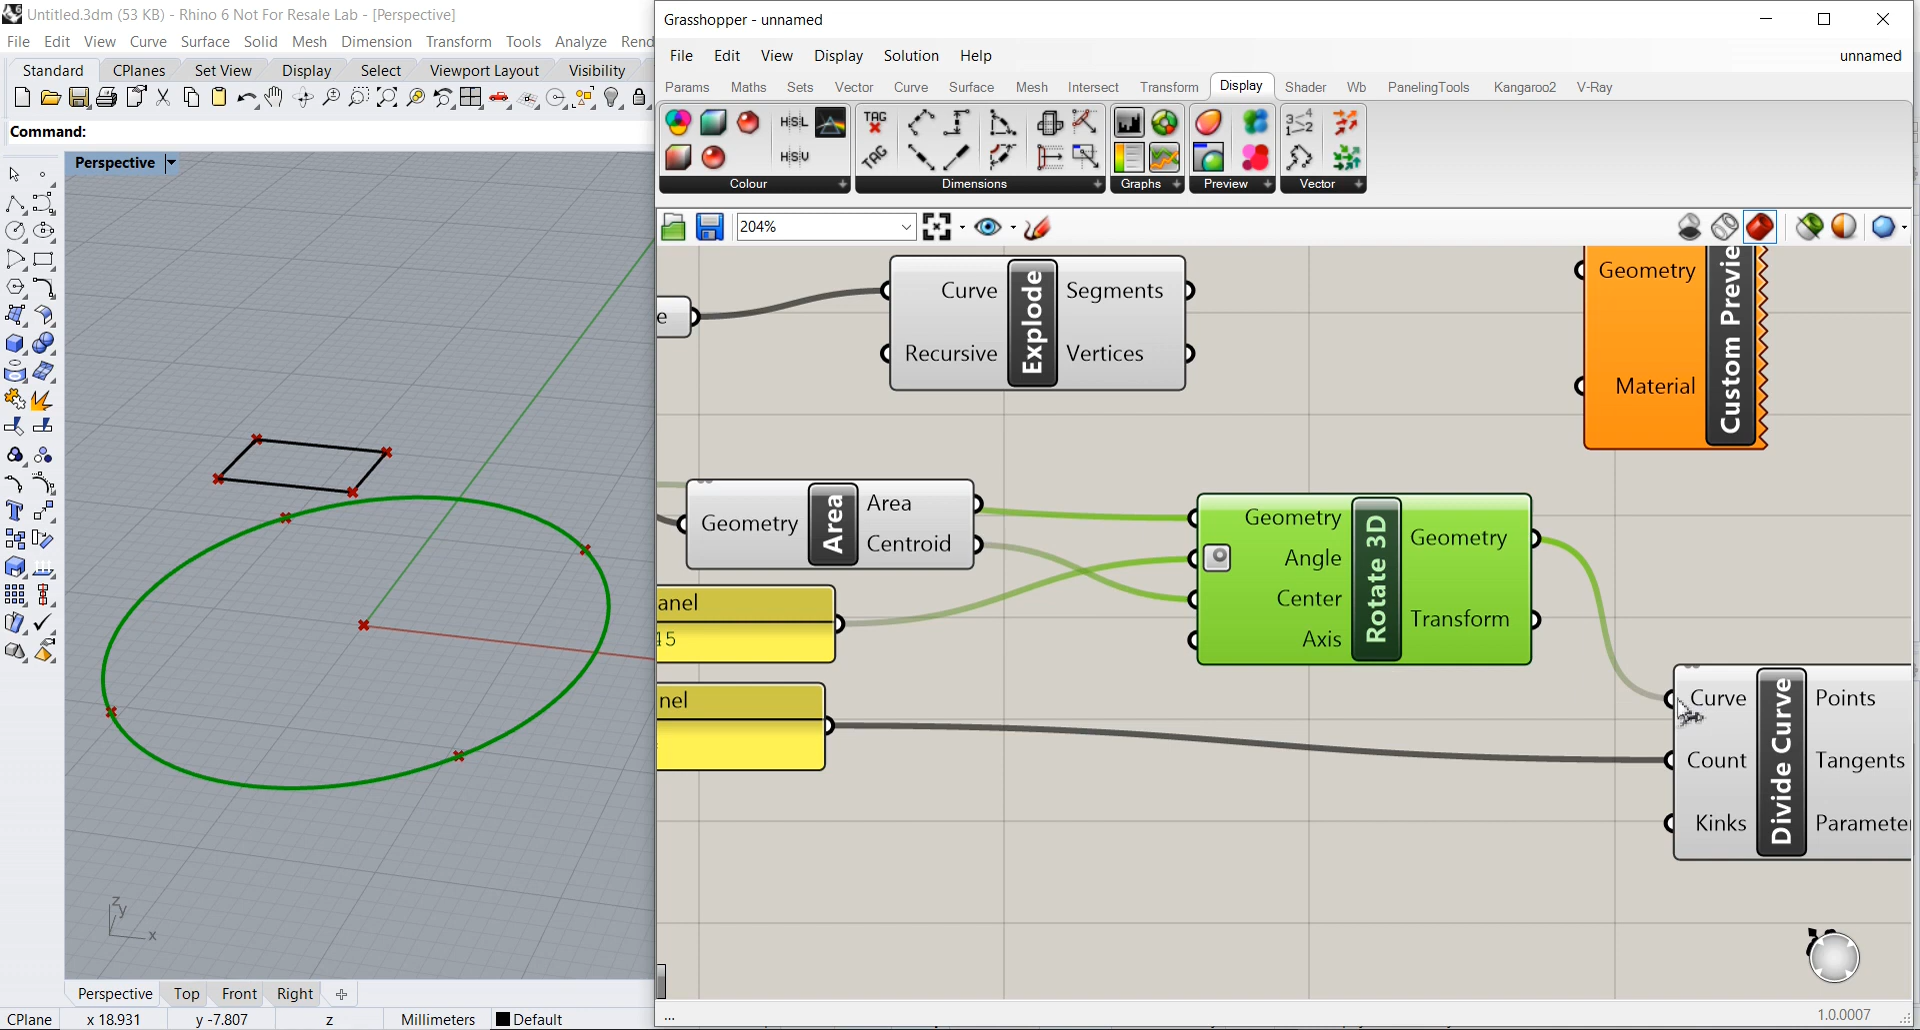 Untitled.3dm (53 KB) - Rhino 6 Not For Resale Lab - [Perspective]
File Edit View Curve Surface Solid Mesh Dimension Transform Tools Analyze Rend
Standard CPlanes Set View Display Select Viewport Layout Visibility
Command:
Perspective
z
y
x
Perspective Top Front Right
CPlane x 18.931 y -7.807 z Millimeters Default
Grasshopper - unnamed
File Edit View Display Solution Help unnamed
Params Maths Sets Vector Curve Surface Mesh Intersect Transform Display Shader Wb PanelingTools Kangaroo2 V-Ray
HSL
HSV
TAG
TAG
Colour Dimensions Graphs Preview Vector
204%
e
Curve
Recursive
Explode
Segments
Vertices
Geometry
Material
Custom Previe
Geometry
Area
Area
Centroid
anel
15
nel
Geometry
Angle
Center
Axis
Rotate 3D
Geometry
Transform
Curve
Count
Kinks
Divide Curve
Points
Tangents
Parameter
...
1.0.0007